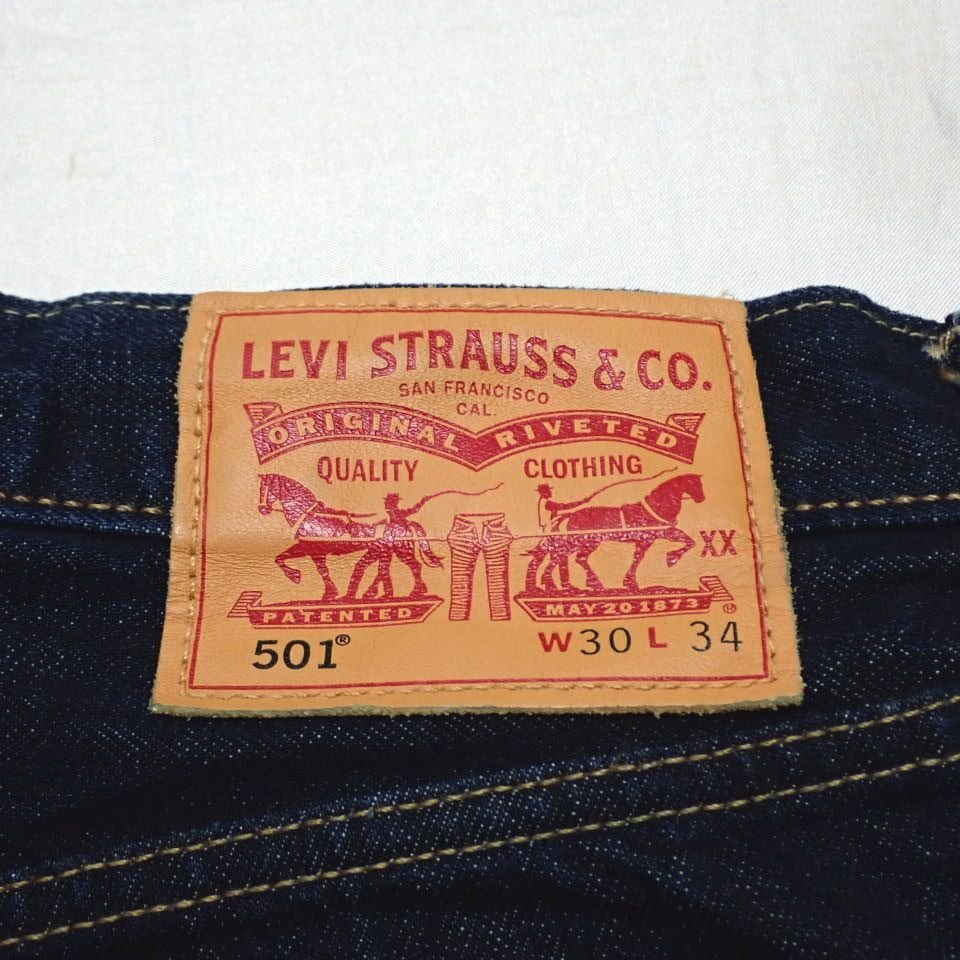 LEVI STRAUSS & CO.
SAN FRANCISCO
CAL.
ORIGINAL RIVETED
QUALITY CLOTHING
XX
PATENTED MAY 20 1873 ®
501® W30 L 34